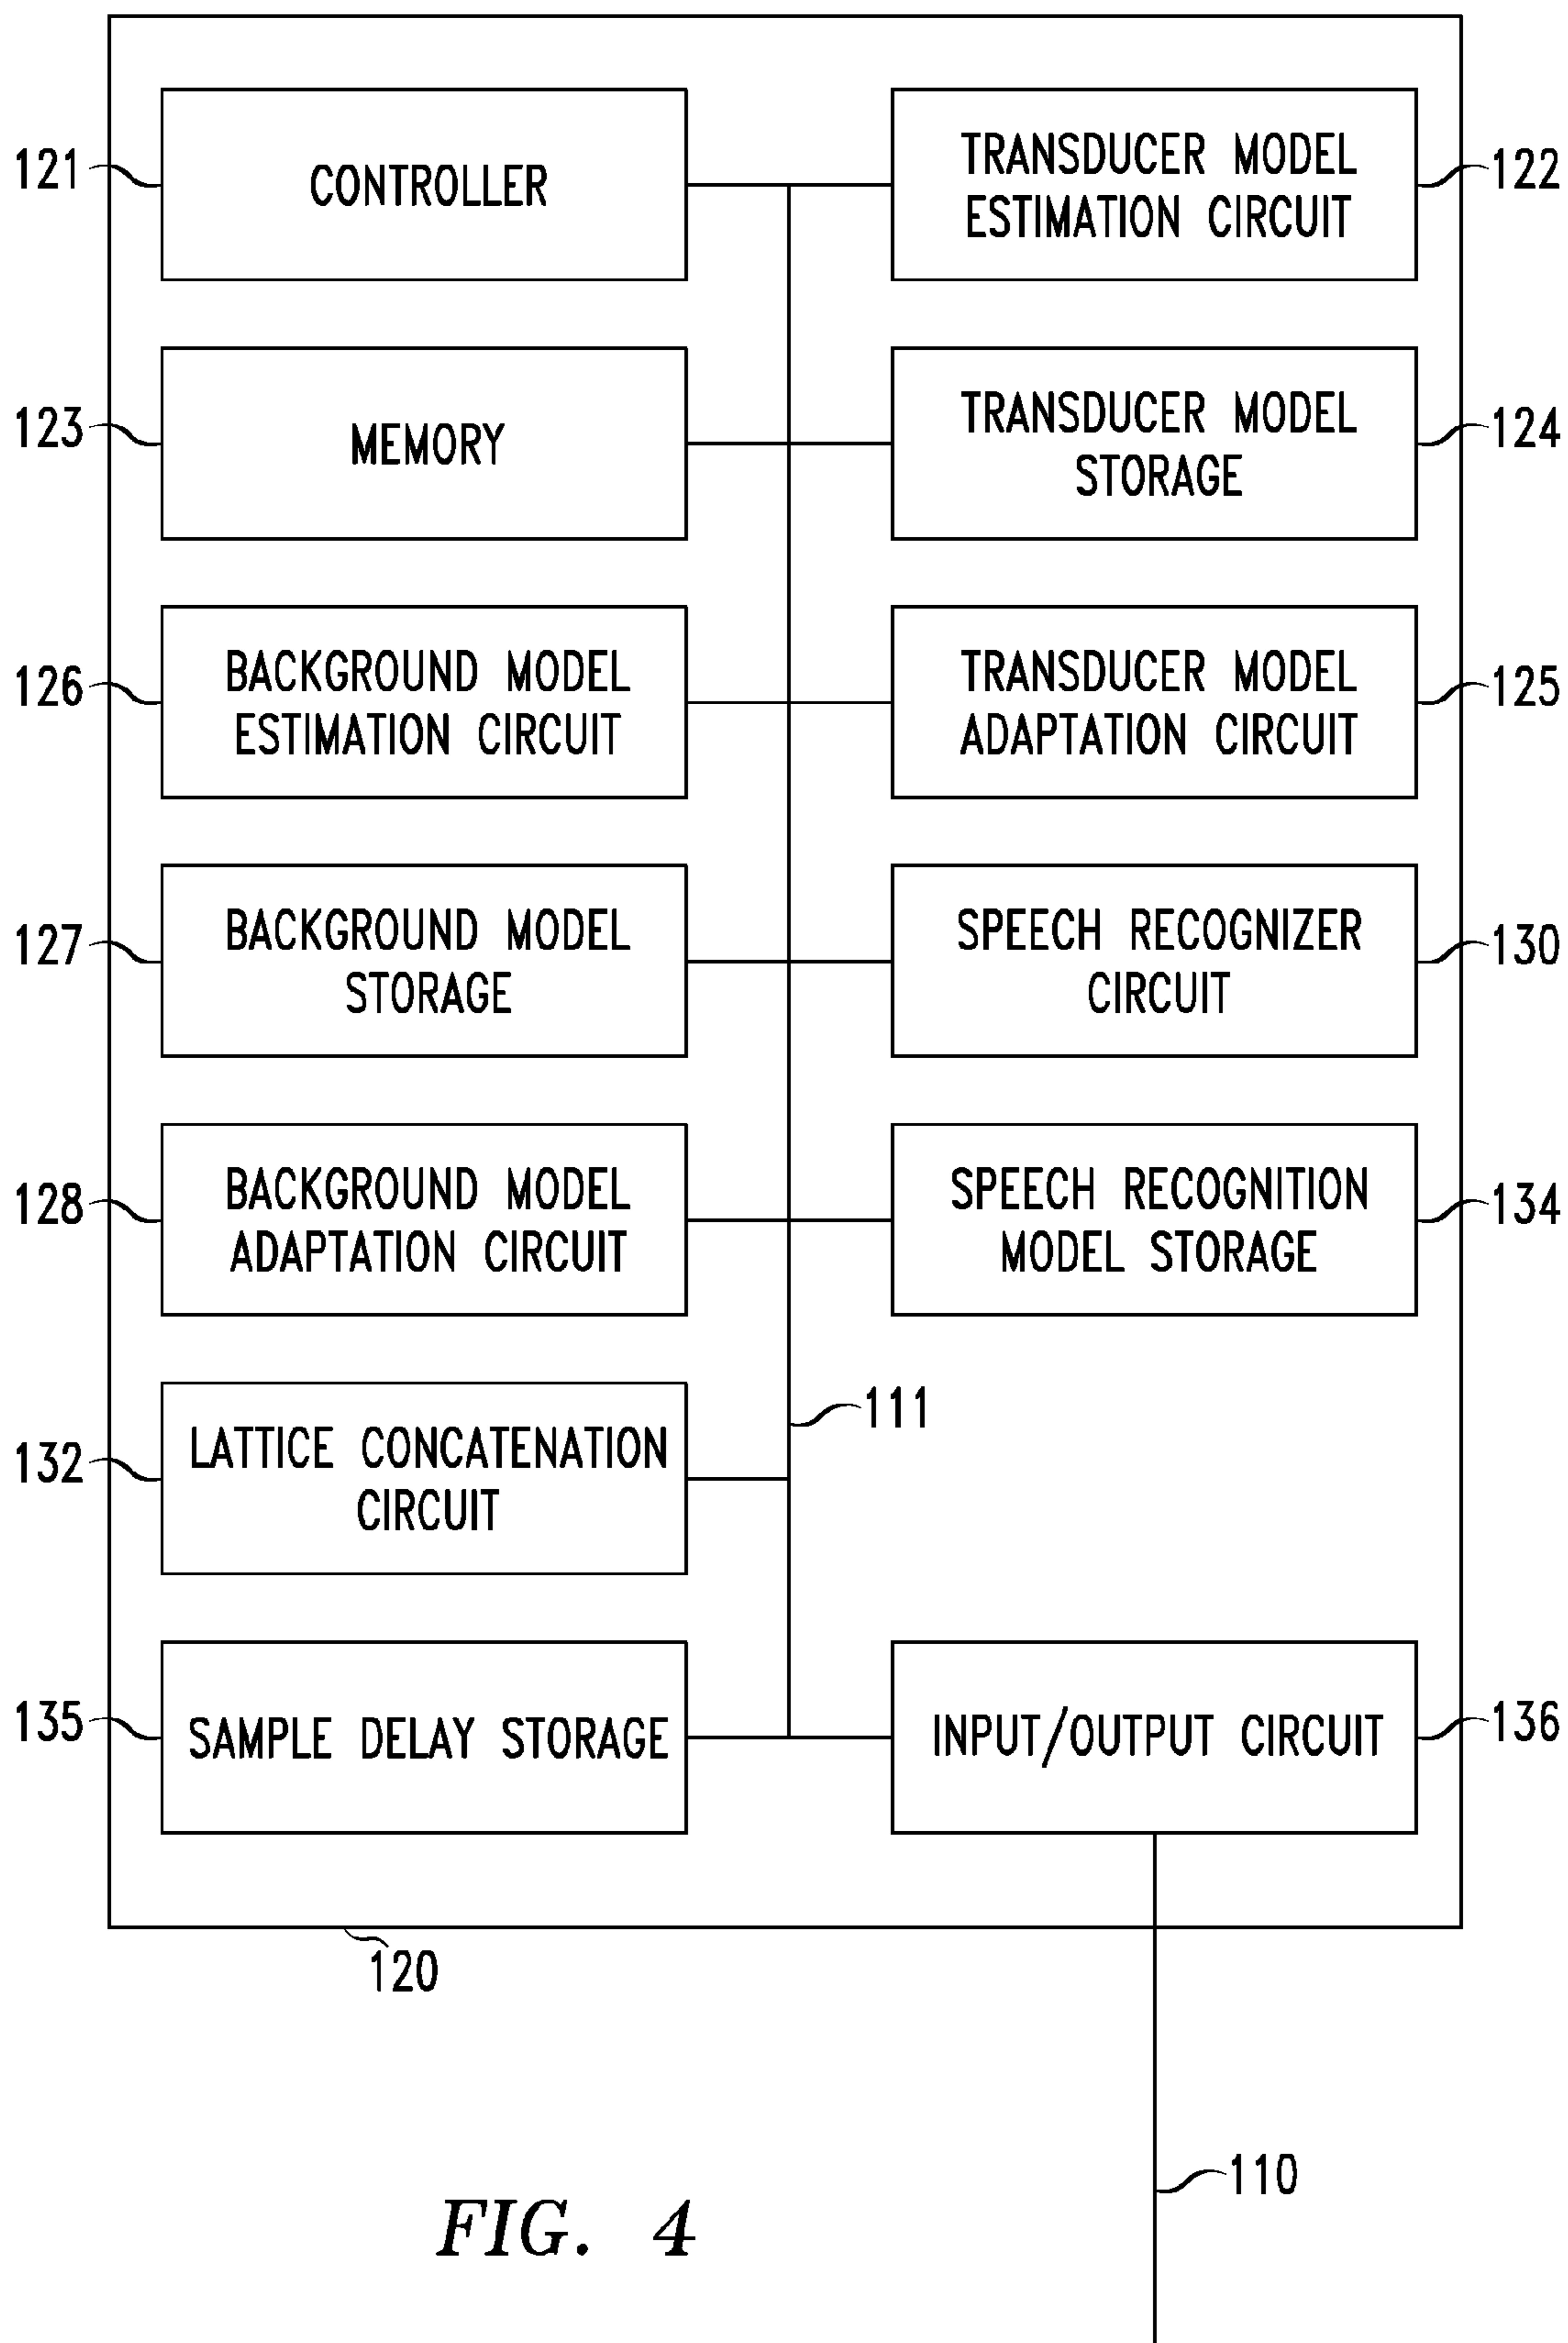 121
CONTROLLER
TRANSDUCER MODEL
ESTIMATION CIRCUIT
122
123
MEMORY
TRANSDUCER MODEL
STORAGE
124
126
BACKGROUND MODEL
ESTIMATION CIRCUIT
TRANSDUCER MODEL
ADAPTATION CIRCUIT
125
127
BACKGROUND MODEL
STORAGE
SPEECH RECOGNIZER
CIRCUIT
130
128
BACKGROUND MODEL
ADAPTATION CIRCUIT
SPEECH RECOGNITION
MODEL STORAGE
134
111
132
LATTICE CONCATENATION
CIRCUIT
135
SAMPLE DELAY STORAGE
INPUT/OUTPUT CIRCUIT
136
120
110
FIG. 4